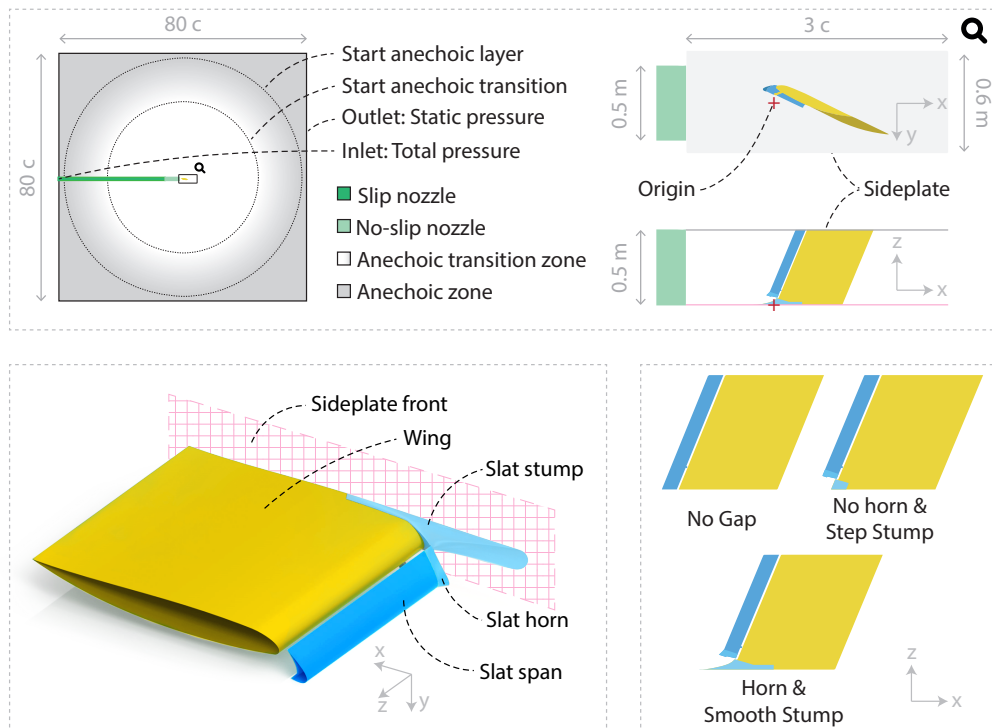 80 c
80 c
Start anechoic layer
Start anechoic transition
Outlet: Static pressure
Inlet: Total pressure
Slip nozzle
No-slip nozzle
Anechoic transition zone
Anechoic zone
3 c
0.5 m
0.6 m
x
y
Origin
Sideplate
0.5 m
z
x
Sideplate front
Wing
Slat stump
Slat horn
Slat span
x
z
y
No Gap
No horn &
Step Stump
Horn &
Smooth Stump
z
x